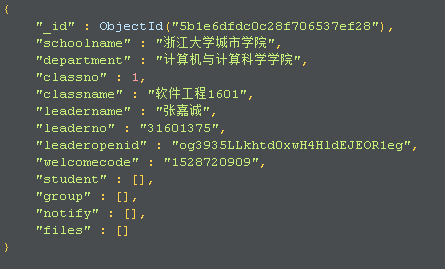 {
"_id" : ObjectId("5b1e6dfdc0c28f706537ef28"),
"schoolname" : "浙江大学城市学院",
"department" : "计算机与计算科学学院",
"classno" : 1,
"classname" : "软件工程1601",
"leadername" : "张嘉诚",
"leaderno" : "31601375",
"leaderopenid" : "og3935LLkhtdOxwH4HldEJEOR1eg",
"welcomecode" : "1528720909",
"student" : [],
"group" : [],
"notify" : [],
"files" : []
}